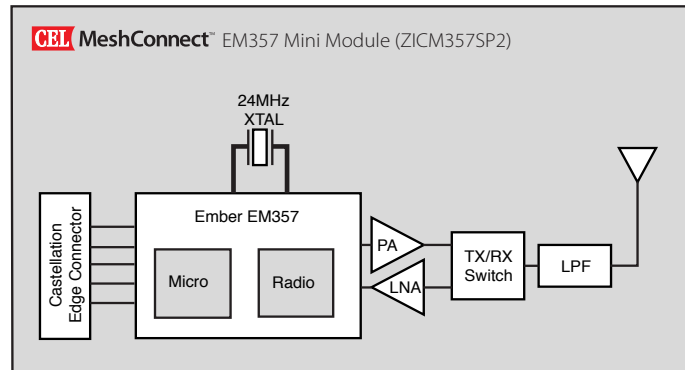 CEL MeshConnect™ EM357 Mini Module (ZICM357SP2)
24MHz
XTAL
Castellation
Edge Connector
Ember EM357
Micro
Radio
PA
LNA
TX/RX
Switch
LPF